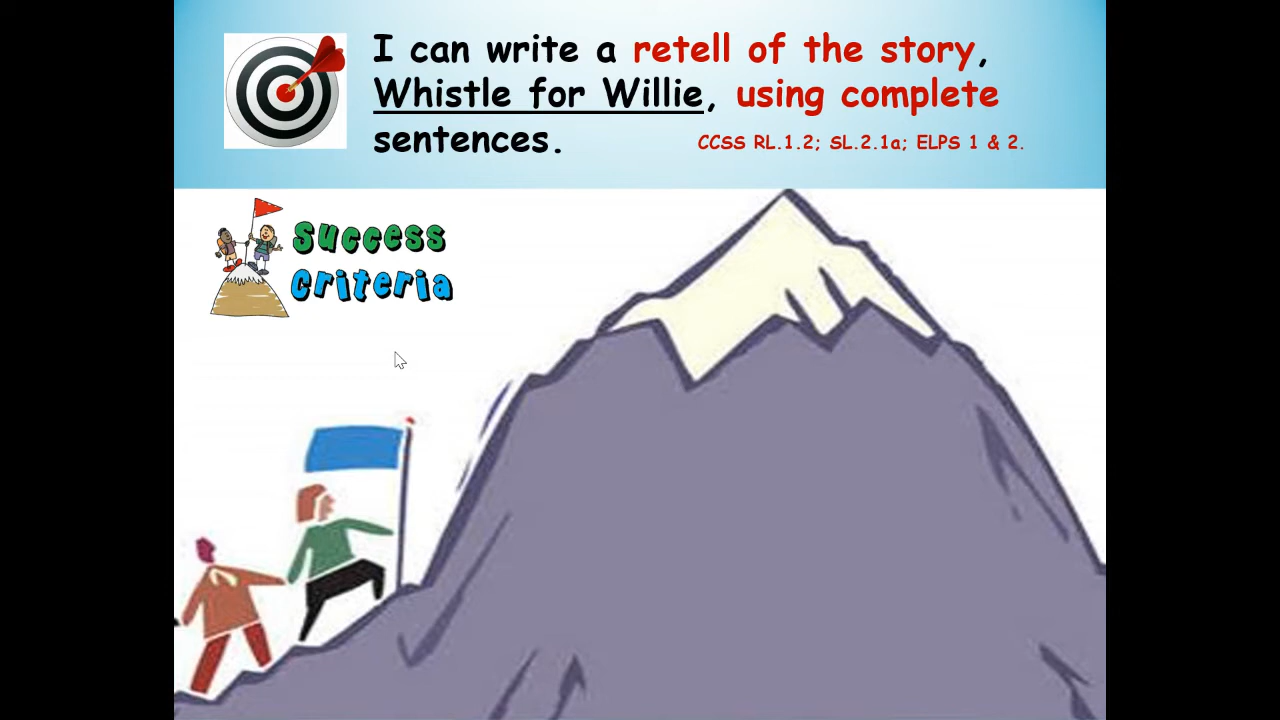 I can write a retell of the story,
Whistle for Willie, using complete
sentences. CCSS RL.1.2; SL.2.1a; ELPS 1 & 2.
Success
Criteria